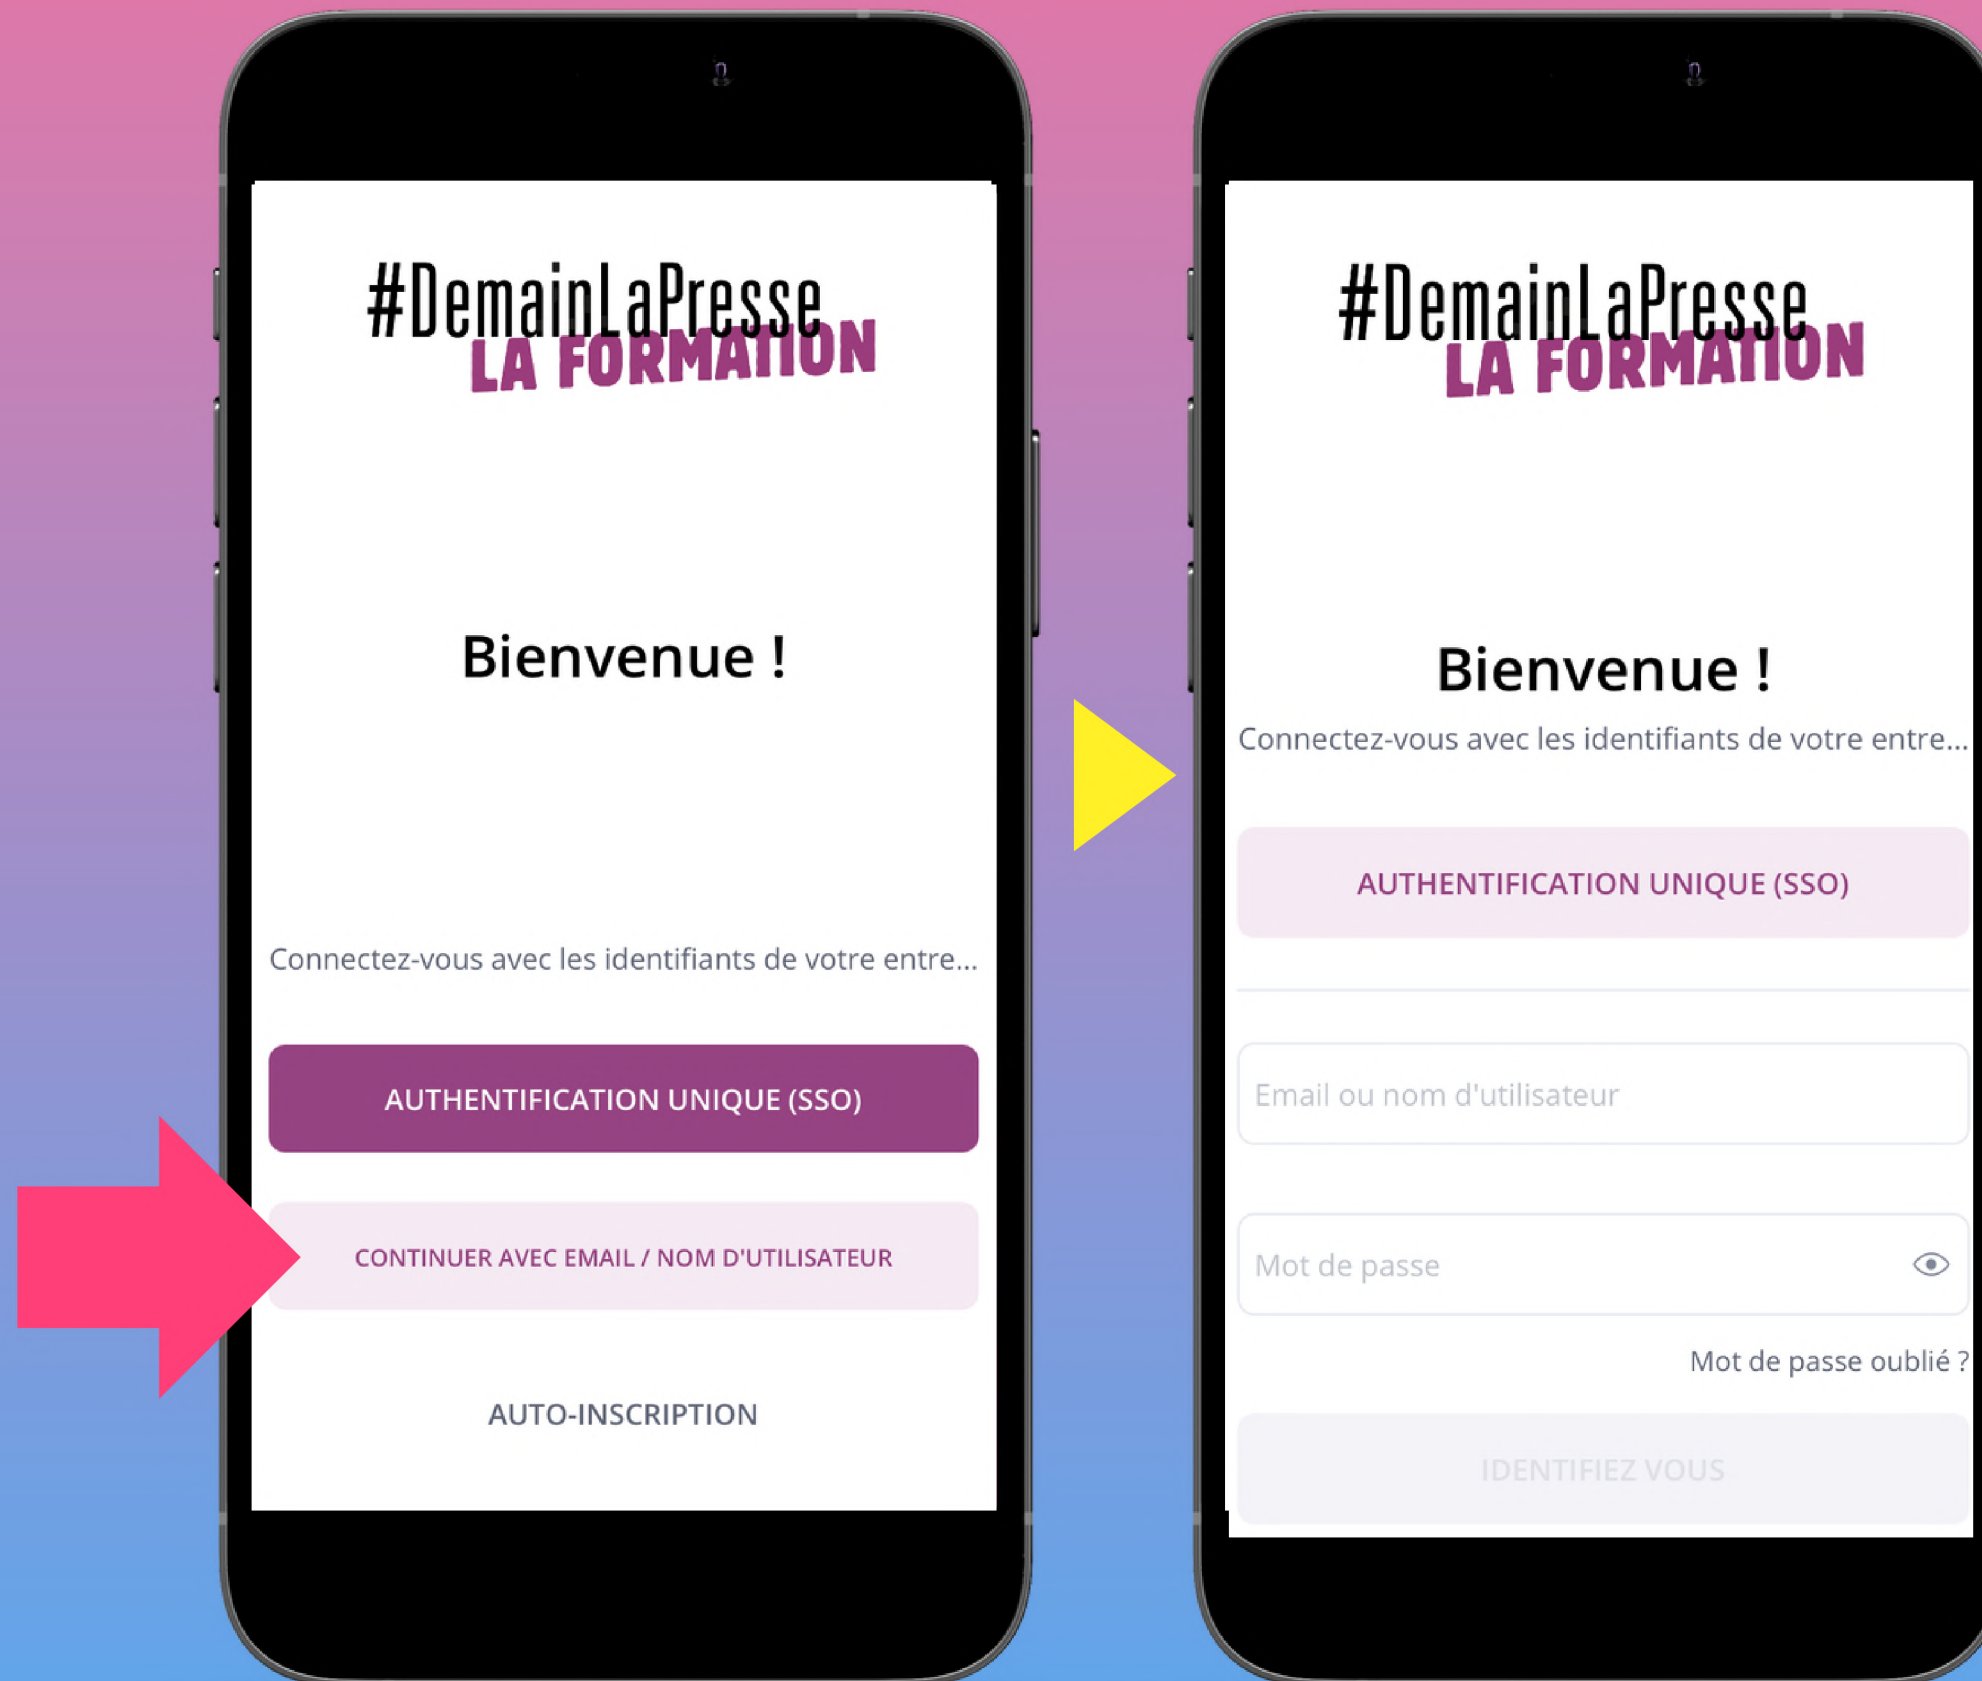 #DemainLaPresse
LA FORMATION
Bienvenue !
Connectez-vous avec les identifiants de votre entre...
AUTHENTIFICATION UNIQUE (SSO)
CONTINUER AVEC EMAIL / NOM D'UTILISATEUR
AUTO-INSCRIPTION
#DemainLaPresse
LA FORMATION
Bienvenue !
Connectez-vous avec les identifiants de votre entre...
AUTHENTIFICATION UNIQUE (SSO)
Email ou nom d'utilisateur
Mot de passe
Mot de passe oublié ?
IDENTIFIEZ VOUS